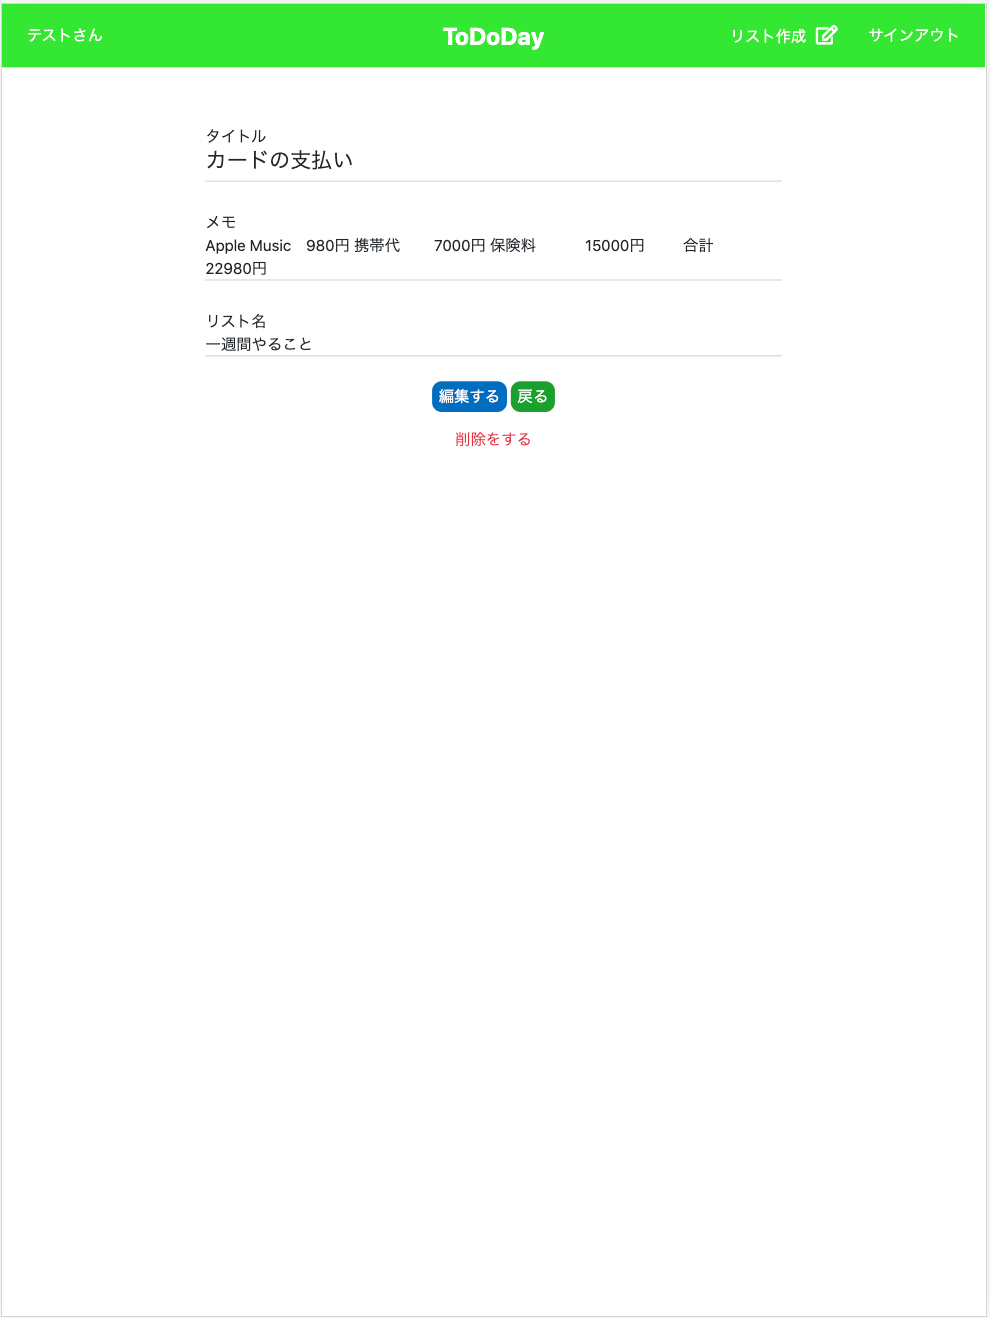 テストさん ToDoDay リスト作成 サインアウト
タイトル
カードの支払い
メモ
Apple Music　980円 携帯代　　7000円 保険料　　　15000円　　 合計
22980円
リスト名
一週間やること
編集する 戻る
削除をする